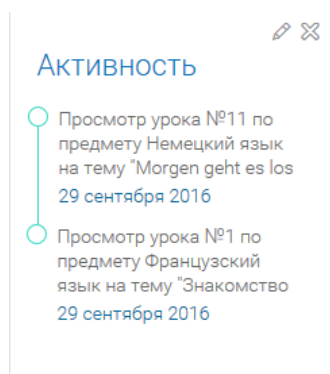 Активность
Просмотр урока №11 по
предмету Немецкий язык
на тему "Morgen geht es los
29 сентября 2016
Просмотр урока №1 по
предмету Французский
язык на тему "Знакомство
29 сентября 2016